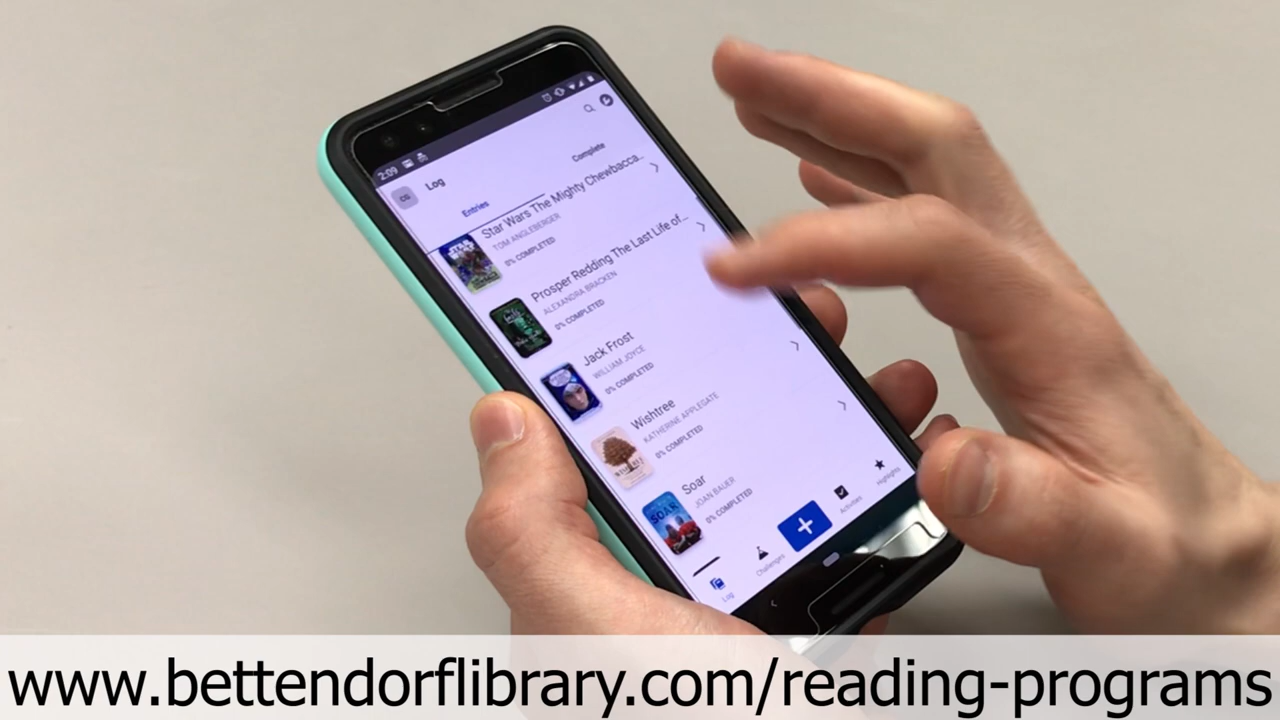 2:09
Log
Entries
Complete
Star Wars The Mighty Chewbacca...
TOM ANGLEBERGER
0% COMPLETED
Prosper Redding The Last Life of...
ALEXANDRA BRACKEN
0% COMPLETED
Jack Frost
WILLIAM JOYCE
0% COMPLETED
Wishtree
KATHERINE APPLEGATE
0% COMPLETED
SOAR
Soar
JOAN BAUER
0% COMPLETED
Log
Challenges
Activities
Highlights
www.bettendorflibrary.com/reading-programs